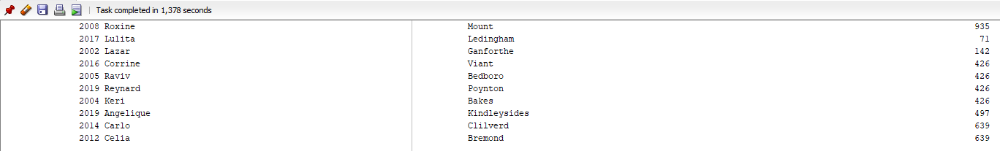 Task completed in 1,378 seconds
2008 Roxine Mount 935
2017 Lulita Ledingham 71
2002 Lazar Ganforthe 142
2016 Corrine Viant 426
2005 Raviv Bedboro 426
2019 Reynard Poynton 426
2004 Keri Bakes 426
2019 Angelique Kindleysides 497
2014 Carlo Clilverd 639
2012 Celia Bremond 639